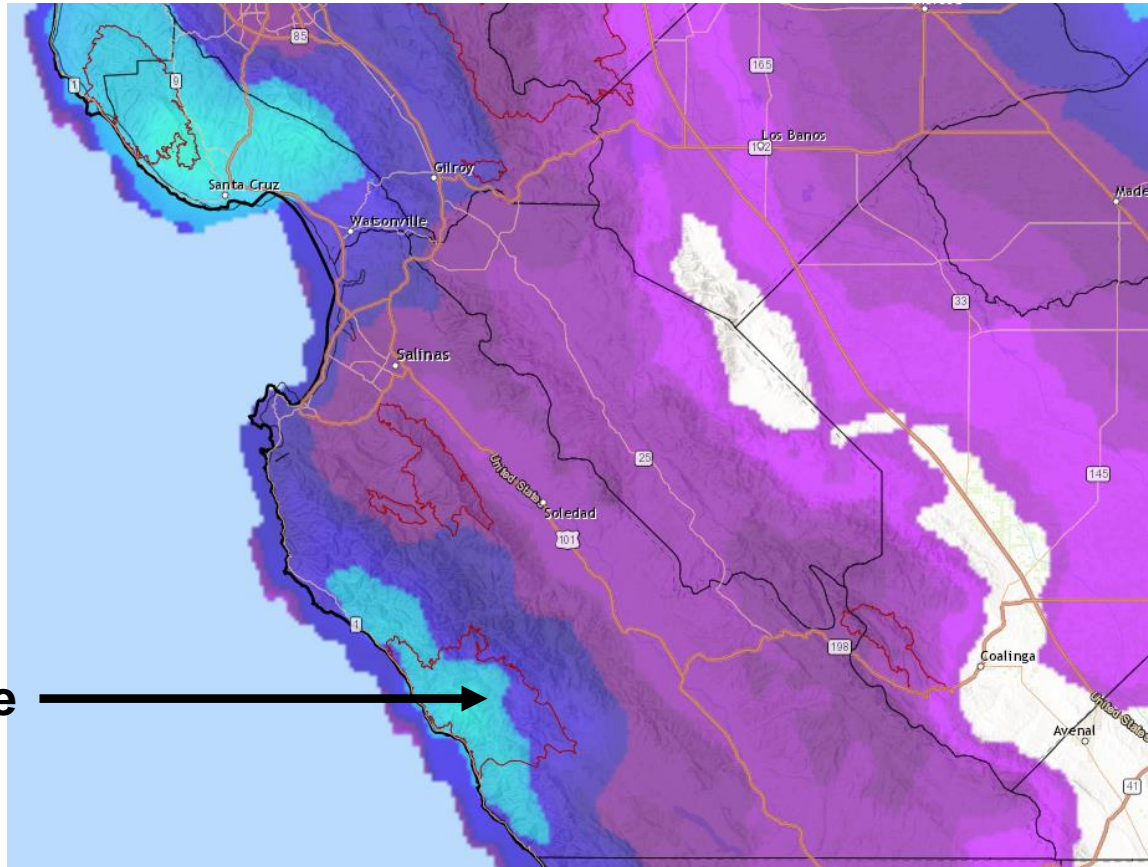 85
165
1
9
Los Banos
102
Gilroy
Santa Cruz
Made
Watsonville
33
Salinas
25
145
United State
Soledad
101
1
198
Coalinga
e
United States
Avenal
41